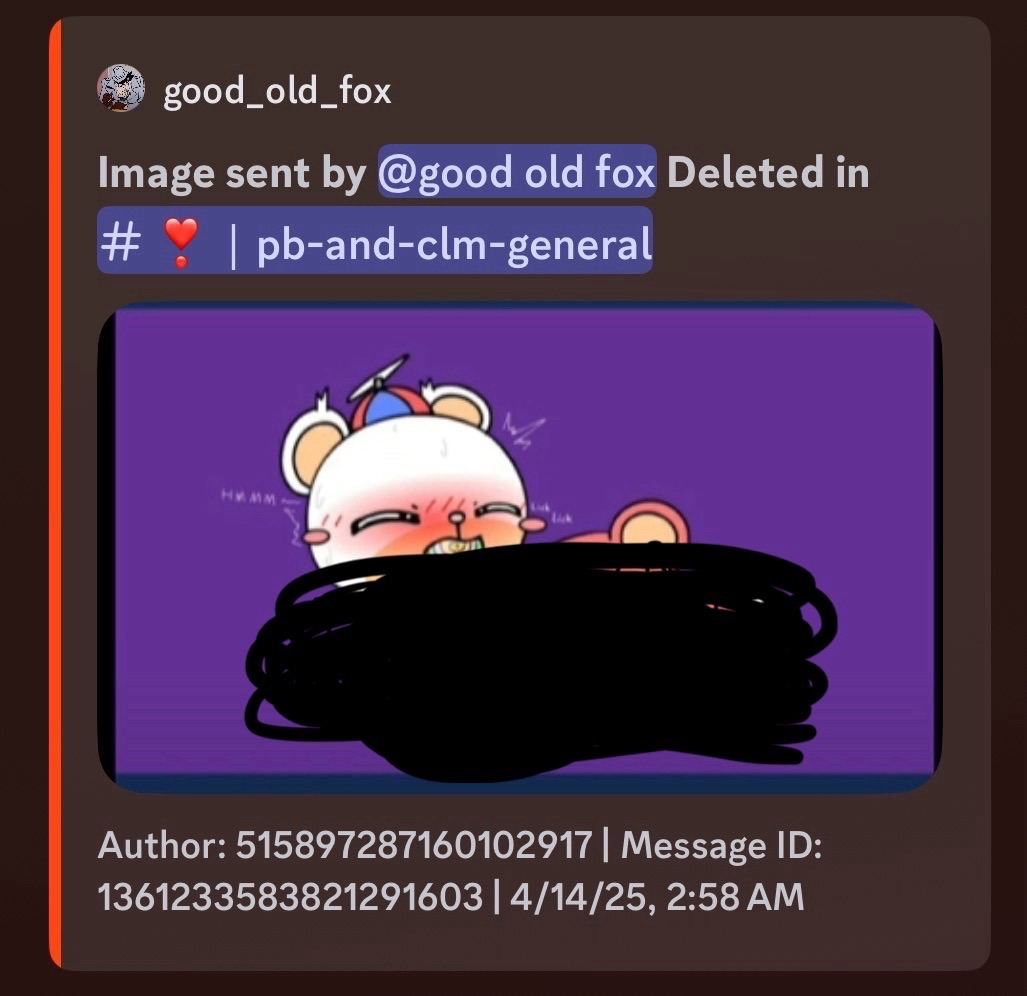 good_old_fox
Image sent by @good old fox Deleted in
# ❣️ | pb-and-clm-general
HMMM
Lick
Lick
Author: 515897287160102917 | Message ID:
1361233583821291603 | 4/14/25, 2:58 AM